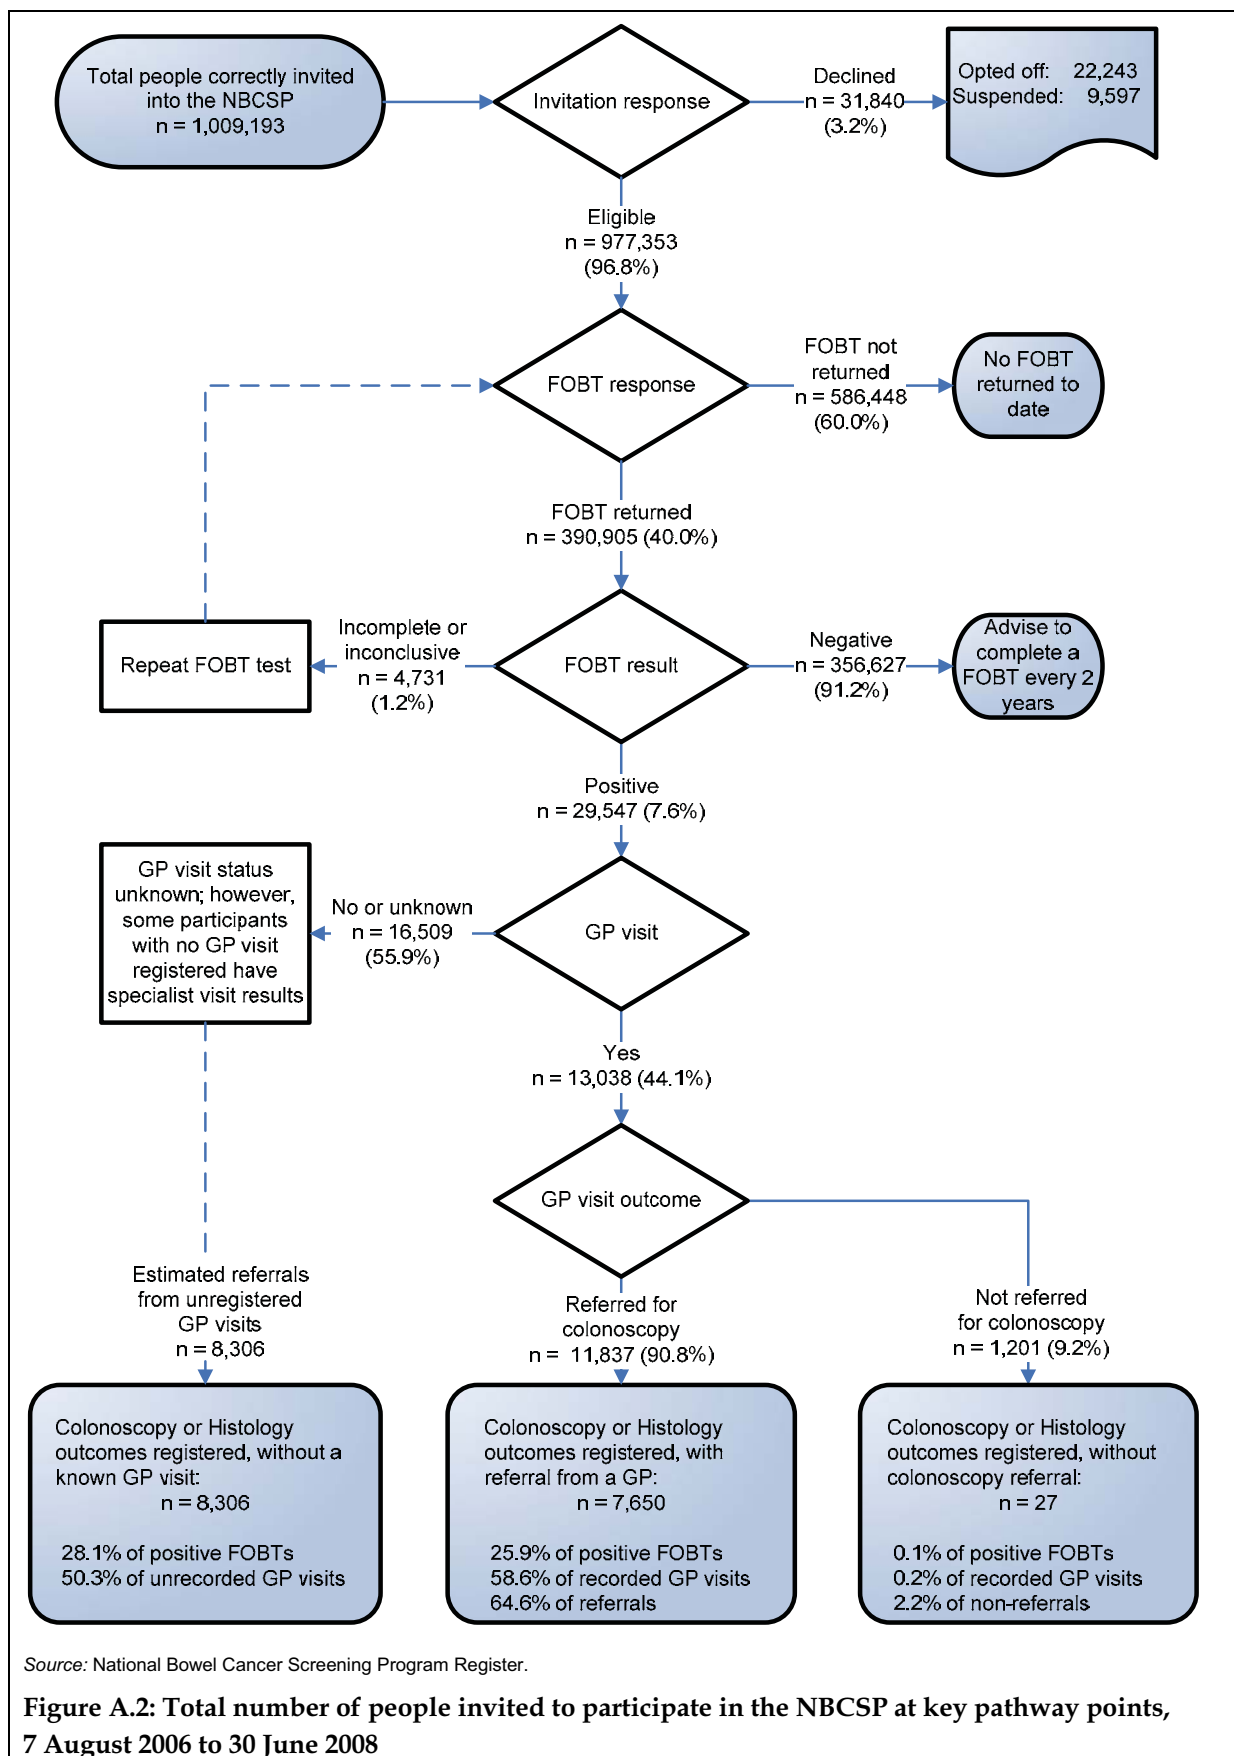 Total people correctly invited
into the NBCSP
n = 1,009,193
Invitation response
Declined
n = 31,840
(3.2%)
Opted off: 22,243
Suspended: 9,597
Eligible
n = 977,353
(96.8%)
FOBT response
FOBT not
returned
n = 586,448
(60.0%)
No FOBT
returned to
date
FOBT returned
n = 390,905 (40.0%)
Repeat FOBT test
Incomplete or
inconclusive
n = 4,731
(1.2%)
FOBT result
Negative
n = 356,627
(91.2%)
Advise to
complete a
FOBT every 2
years
Positive
n = 29,547 (7.6%)
GP visit status
unknown; however,
some participants
with no GP visit
registered have
specialist visit results
No or unknown
n = 16,509
(55.9%)
GP visit
Yes
n = 13,038 (44.1%)
GP visit outcome
Estimated referrals
from unregistered
GP visits
n = 8,306
Referred for
colonoscopy
n = 11,837 (90.8%)
Not referred
for colonoscopy
n = 1,201 (9.2%)
Colonoscopy or Histology
outcomes registered, without a
known GP visit:
n = 8,306
28.1% of positive FOBTs
50.3% of unrecorded GP visits
Colonoscopy or Histology
outcomes registered, with
referral from a GP:
n = 7,650
25.9% of positive FOBTs
58.6% of recorded GP visits
64.6% of referrals
Colonoscopy or Histology
outcomes registered, without
colonoscopy referral:
n = 27
0.1% of positive FOBTs
0.2% of recorded GP visits
2.2% of non-referrals
Source: National Bowel Cancer Screening Program Register.
Figure A.2: Total number of people invited to participate in the NBCSP at key pathway points,
7 August 2006 to 30 June 2008